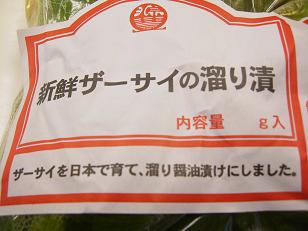 新鮮ザーサイの溜り漬
内容量 g入
ザーサイを日本で育て、溜り醤油漬けにしました。